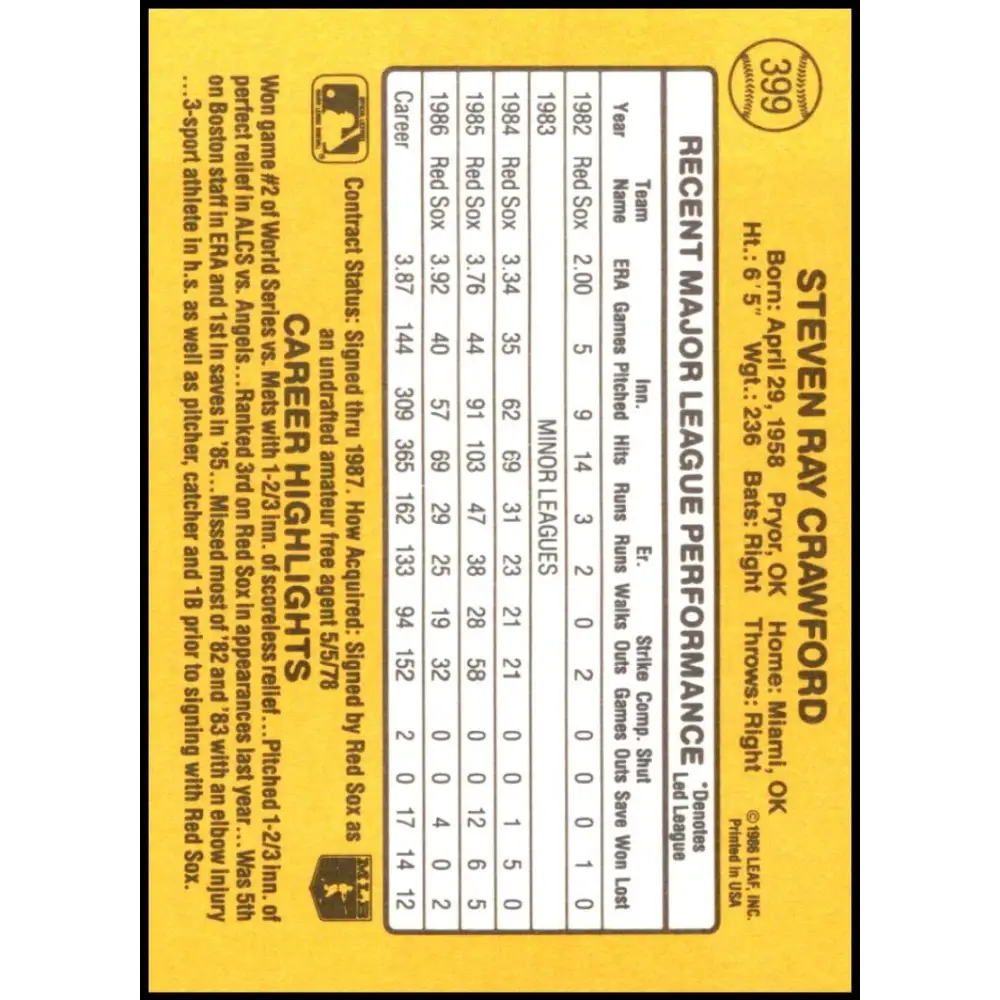 399
STEVEN RAY CRAWFORD
Born: April 29, 1958 Pryor, OK Home: Miami, OK
Ht.: 6'5" Wgt.: 236 Bats: Right Throws: Right
©1986 LEAF, INC.
Printed in USA
RECENT MAJOR LEAGUE PERFORMANCE *Denotes Led League
Team Inn. Er. Strike Comp. Shut
Year Name ERA Games Pitched Hits Runs Runs Walks Outs Games Outs Save Won Lost
1982 Red Sox 2.00 5 9 14 3 2 0 2 0 0 0 1 0
1983 MINOR LEAGUES
1984 Red Sox 3.34 35 62 69 31 23 21 21 0 0 1 5 0
1985 Red Sox 3.76 44 91 103 47 38 28 58 0 0 12 6 5
1986 Red Sox 3.92 40 57 69 29 25 19 32 0 0 4 0 2
Career 3.87 144 309 365 162 133 94 152 2 0 17 14 12
Contract Status: Signed thru 1987. How Acquired: Signed by Red Sox as
an undrafted amateur free agent 5/5/78
MLB
CAREER HIGHLIGHTS
Won game #2 of World Series vs. Mets with 1-2/3 inn. of scoreless relief...Pitched 1-2/3 inn. of
perfect relief in ALCS vs. Angels...Ranked 3rd on Red Sox in appearances last year...Was 5th
on Boston staff in ERA and 1st in saves in '85...Missed most of '82 and '83 with an elbow injury
...3-sport athlete in h.s. as well as pitcher, catcher and 1B prior to signing with Red Sox.